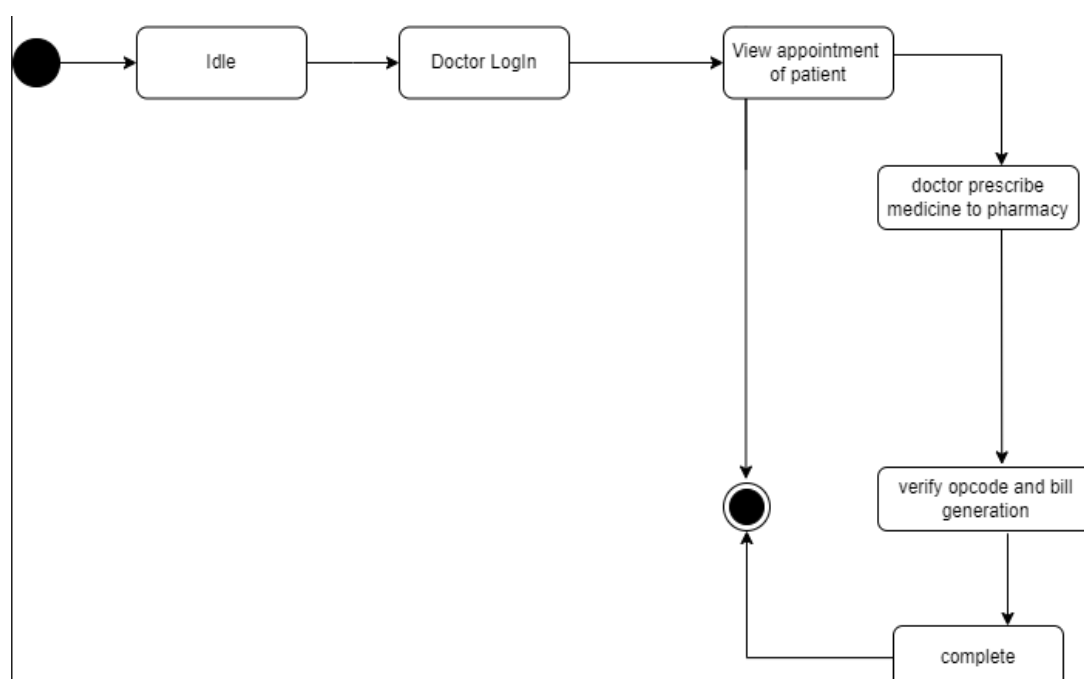 Idle
Doctor LogIn
View appointment
of patient
doctor prescribe
medicine to pharmacy
verify opcode and bill
generation
complete